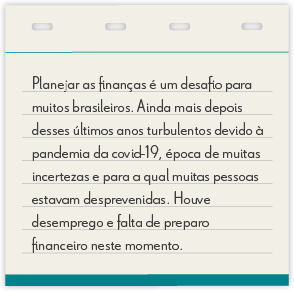 Planejar as finanças é um desafio para
muitos brasileiros. Ainda mais depois
desses últimos anos turbulentos devido à
pandemia da covid-19, época de muitas
incertezas e para a qual muitas pessoas
estavam desprevenidas. Houve
desemprego e falta de preparo
financeiro neste momento.